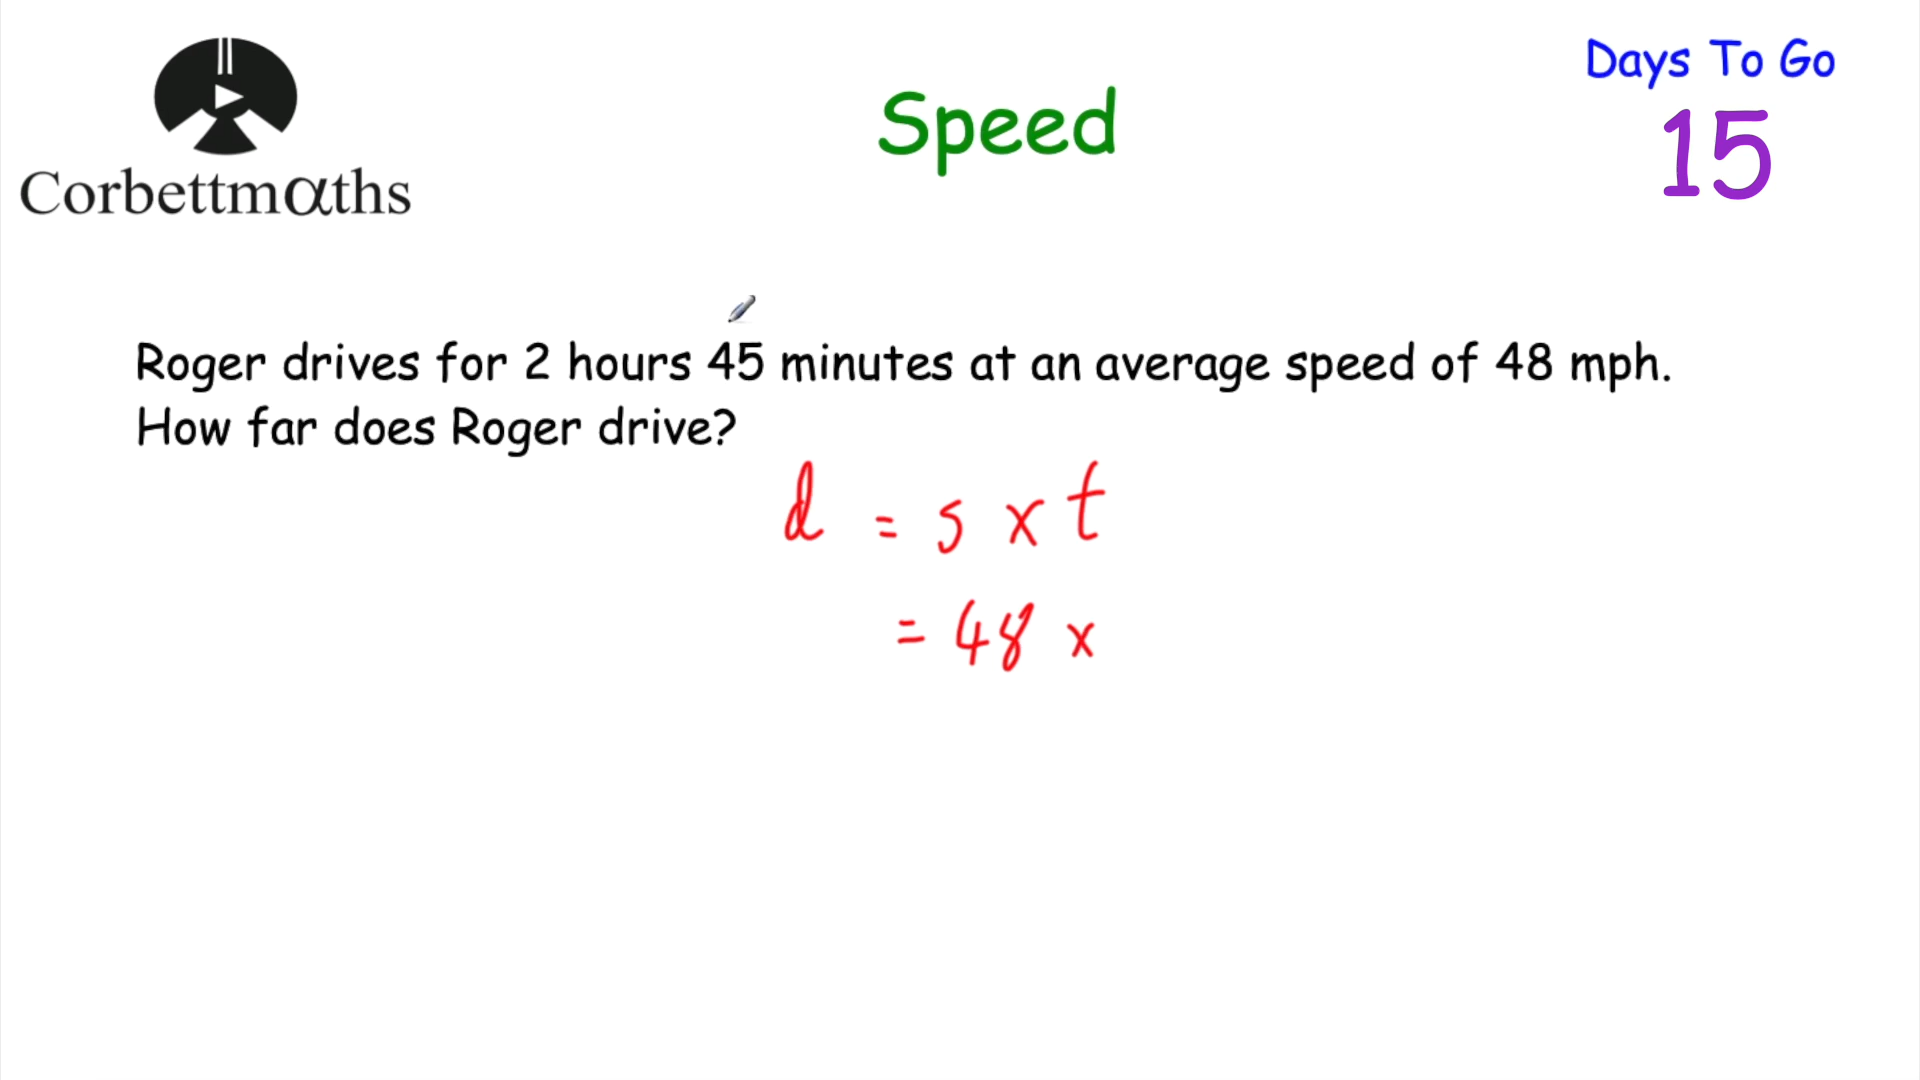 Corbettmαths
Speed
Days To Go
15
Roger drives for 2 hours 45 minutes at an average speed of 48 mph.
How far does Roger drive?
d = s x t
= 48 x